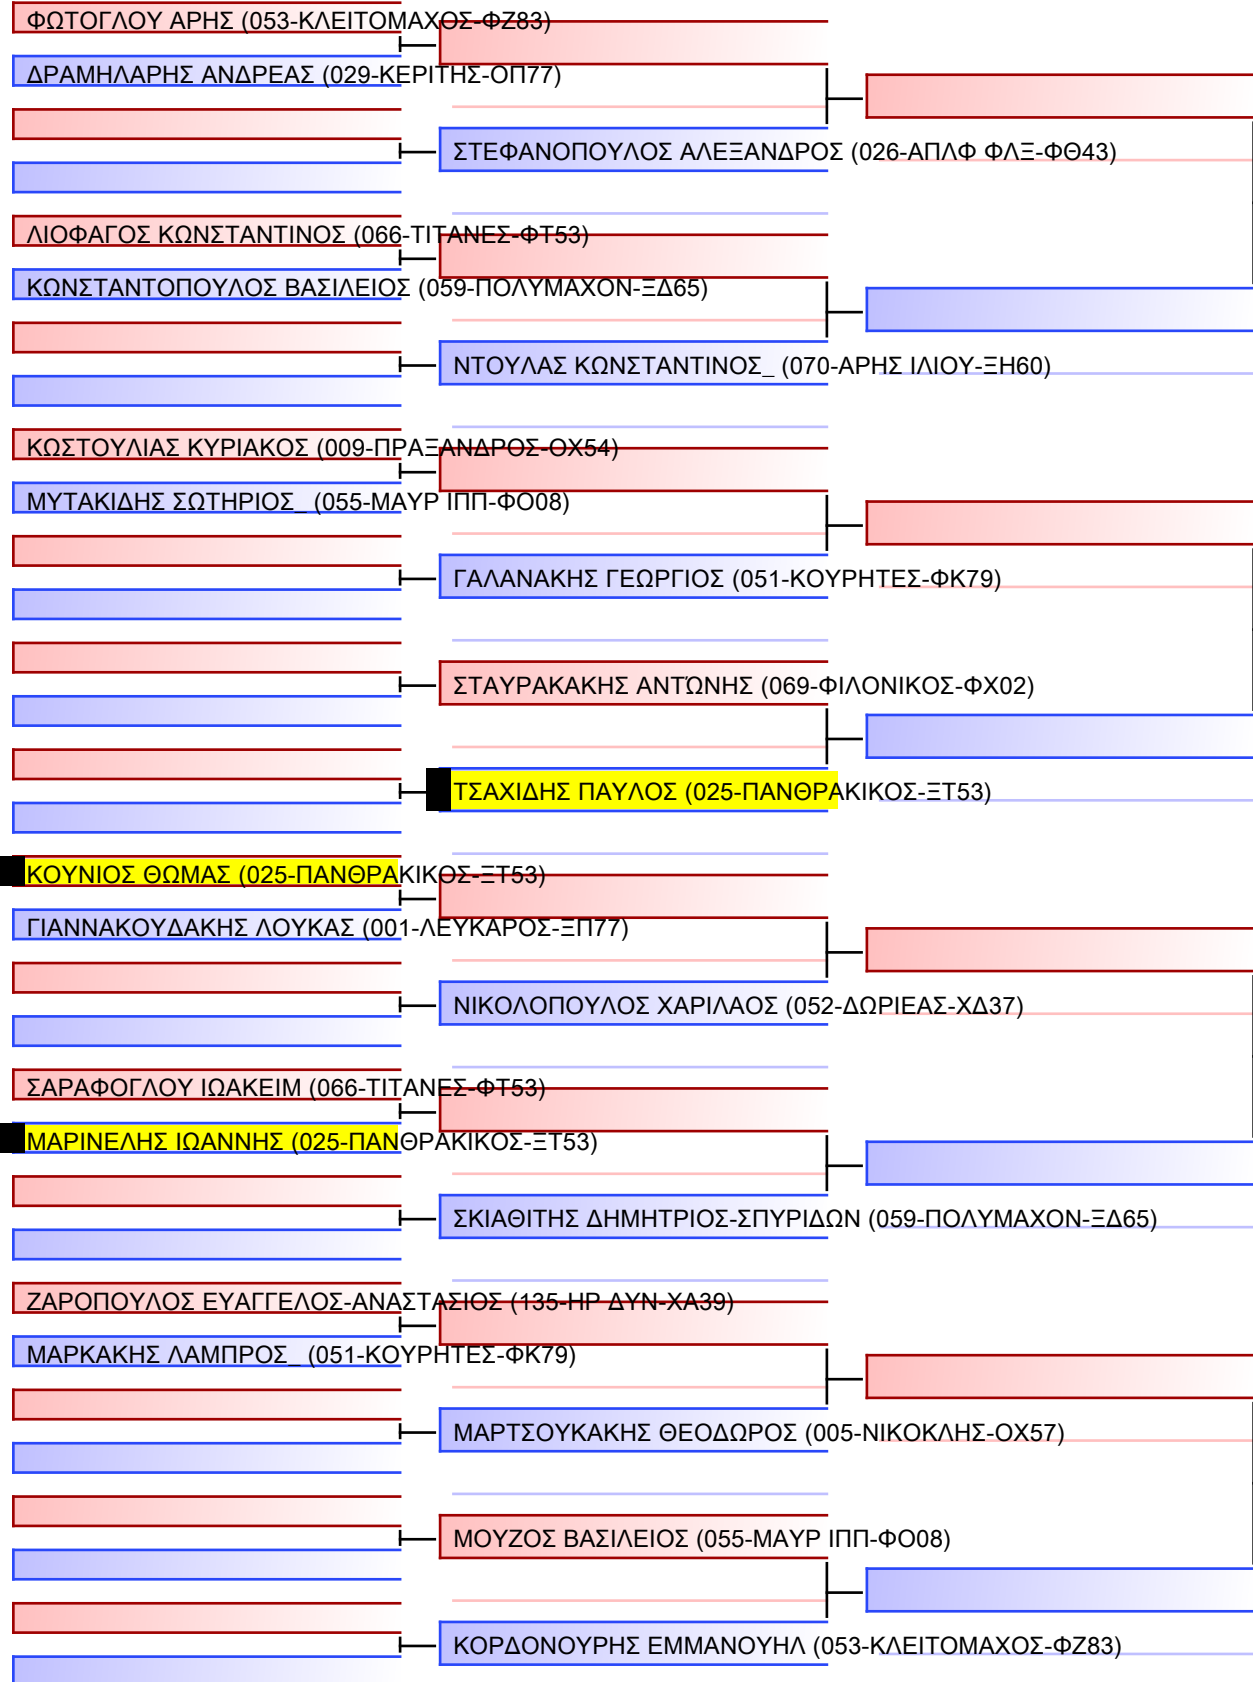 ΦΩΤΟΓΛΟΥ ΑΡΗΣ (053-ΚΛΕΙΤΟΜΑΧΟΣ-ΦΖ83)
ΔΡΑΜΗΛΑΡΗΣ ΑΝΔΡΕΑΣ (029-ΚΕΡΙΤΗΣ-ΟΠ77)
ΣΤΕΦΑΝΟΠΟΥΛΟΣ ΑΛΕΞΑΝΔΡΟΣ (026-ΑΠΛΦ ΦΛΞ-ΦΘ43)
ΛΙΟΦΑΓΟΣ ΚΩΝΣΤΑΝΤΙΝΟΣ (066-ΤΙΤΑΝΕΣ-ΦΤ53)
ΚΩΝΣΤΑΝΤΟΠΟΥΛΟΣ ΒΑΣΙΛΕΙΟΣ (059-ΠΟΛΥΜΑΧΟΝ-ΞΔ65)
ΝΤΟΥΛΑΣ ΚΩΝΣΤΑΝΤΙΝΟΣ_ (070-ΑΡΗΣ ΙΛΙΟΥ-ΞΗ60)
ΚΩΣΤΟΥΛΙΑΣ ΚΥΡΙΑΚΟΣ (009-ΠΡΑΞΑΝΔΡΟΣ-ΟΧ54)
ΜΥΤΑΚΙΔΗΣ ΣΩΤΗΡΙΟΣ_ (055-ΜΑΥΡ ΙΠΠ-ΦΟ08)
ΓΑΛΑΝΑΚΗΣ ΓΕΩΡΓΙΟΣ (051-ΚΟΥΡΗΤΕΣ-ΦΚ79)
ΣΤΑΥΡΑΚΑΚΗΣ ΑΝΤΏΝΗΣ (069-ΦΙΛΟΝΙΚΟΣ-ΦΧ02)
ΤΣΑΧΙΔΗΣ ΠΑΥΛΟΣ (025-ΠΑΝΘΡΑΚΙΚΟΣ-ΞΤ53)
ΚΟΥΝΙΟΣ ΘΩΜΑΣ (025-ΠΑΝΘΡΑΚΙΚΟΣ-ΞΤ53)
ΓΙΑΝΝΑΚΟΥΔΑΚΗΣ ΛΟΥΚΑΣ (001-ΛΕΥΚΑΡΟΣ-ΞΠ77)
ΝΙΚΟΛΟΠΟΥΛΟΣ ΧΑΡΙΛΑΟΣ (052-ΔΩΡΙΕΑΣ-ΧΔ37)
ΣΑΡΑΦΟΓΛΟΥ ΙΩΑΚΕΙΜ (066-ΤΙΤΑΝΕΣ-ΦΤ53)
ΜΑΡΙΝΕΛΗΣ ΙΩΑΝΝΗΣ (025-ΠΑΝΘΡΑΚΙΚΟΣ-ΞΤ53)
ΣΚΙΑΘΙΤΗΣ ΔΗΜΗΤΡΙΟΣ-ΣΠΥΡΙΔΩΝ (059-ΠΟΛΥΜΑΧΟΝ-ΞΔ65)
ΖΑΡΟΠΟΥΛΟΣ ΕΥΑΓΓΕΛΟΣ-ΑΝΑΣΤΑΣΙΟΣ (135-ΗΡ ΔΥΝ-ΧΑ39)
ΜΑΡΚΑΚΗΣ ΛΑΜΠΡΟΣ_ (051-ΚΟΥΡΗΤΕΣ-ΦΚ79)
ΜΑΡΤΣΟΥΚΑΚΗΣ ΘΕΟΔΩΡΟΣ (005-ΝΙΚΟΚΛΗΣ-ΟΧ57)
ΜΟΥΖΟΣ ΒΑΣΙΛΕΙΟΣ (055-ΜΑΥΡ ΙΠΠ-ΦΟ08)
ΚΟΡΔΟΝΟΥΡΗΣ ΕΜΜΑΝΟΥΗΛ (053-ΚΛΕΙΤΟΜΑΧΟΣ-ΦΖ83)